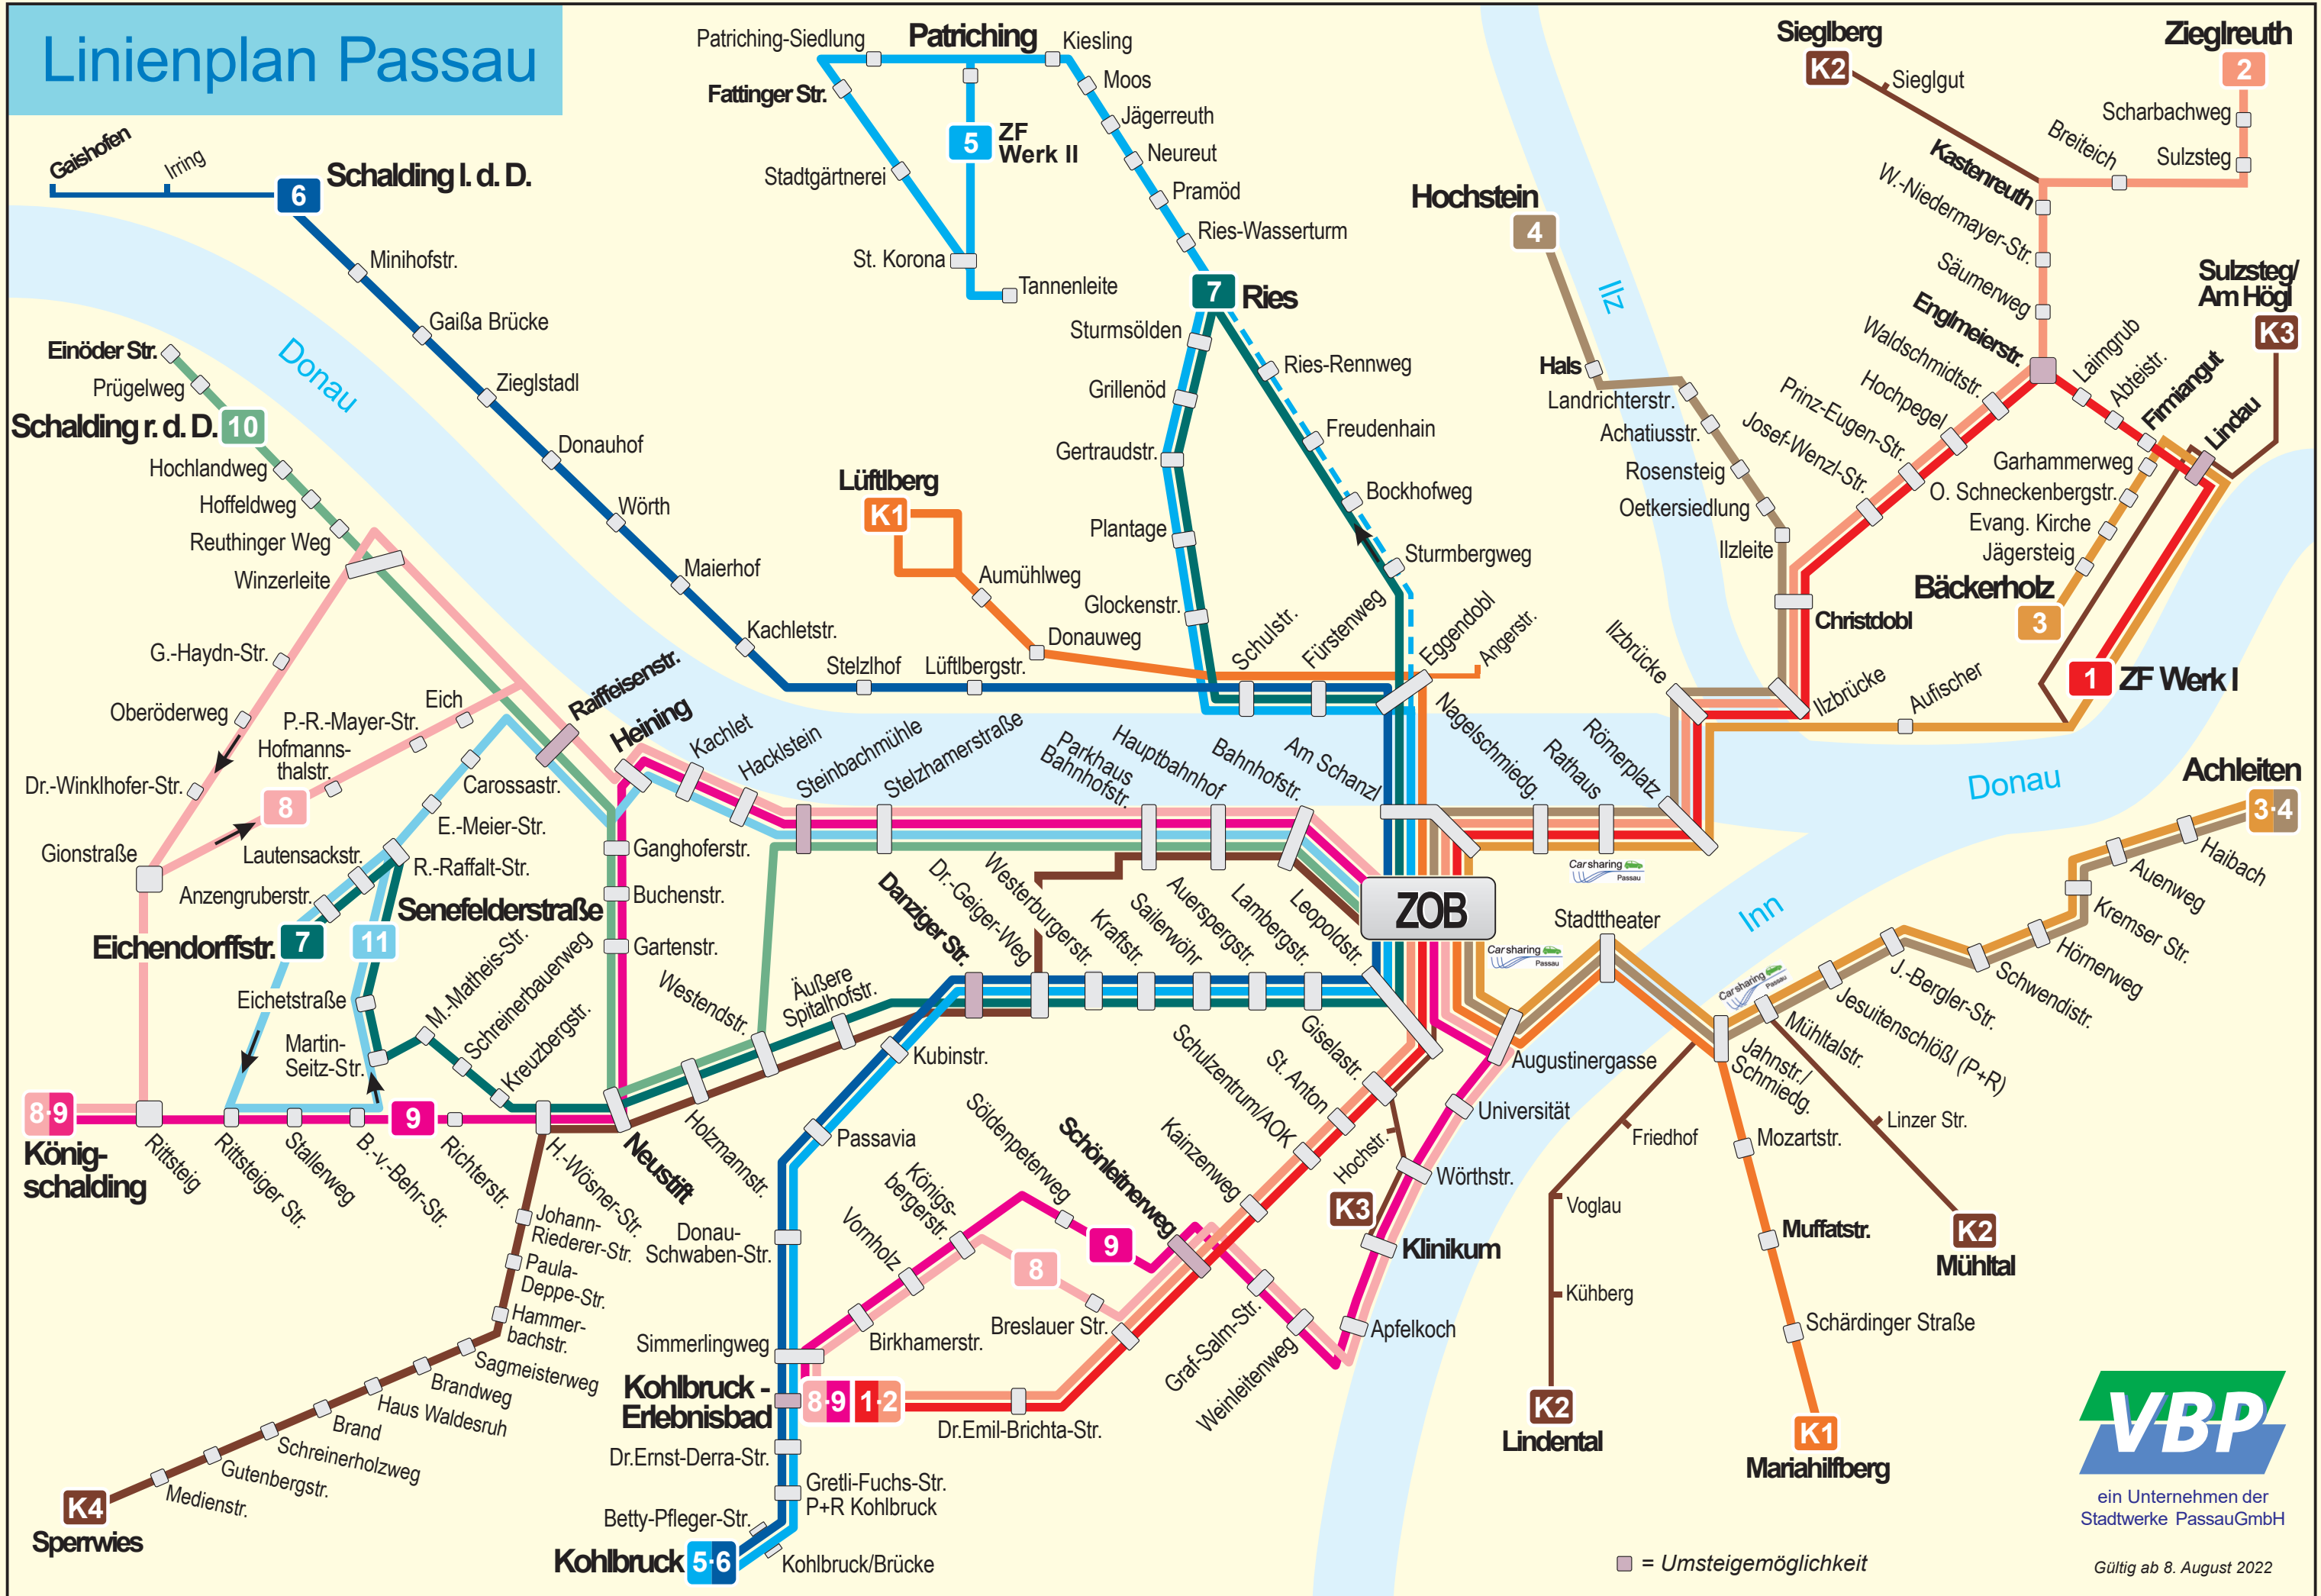 Linienplan Passau
Patriching-Siedlung
Patriching
Kiesling
Fattinger Str.
Moos
5
ZF
Werk II
Jägerreuth
Neureut
Stadtgärtnerei
Pramöd
St. Korona
Ries-Wasserturm
Tannenleite
7
Ries
Sieglberg
K2
Sieglgut
Zieglreuth
2
Scharbachweg
Breiteich
Sulzsteg
Kastenreuth
W.-Niedermayer-Str.
Säumerweg
Englmeierstr.
Sulzsteg/
Am Högl
K3
Gaishofen
Irring
6
Schalding l. d. D.
Minihofstr.
Gaißa Brücke
Zieglstadl
Donauhof
Wörth
Maierhof
Kachletstr.
Stelzlhof
Lüftlbergstr.
Donau
Einöder Str.
Prügelweg
Schalding r. d. D.
10
Hochlandweg
Hoffeldweg
Reuthinger Weg
Winzerleite
Hochstein
4
Ilz
Hals
Landrichterstr.
Achatiusstr.
Rosensteig
Oetkersiedlung
Ilzleite
Waldschmidtstr.
Hochpegel
Prinz-Eugen-Str.
Josef-Wenzl-Str.
Laimgrub
Abteistr.
Firmiangut
Lindau
Garhammerweg
O. Schneckenbergstr.
Evang. Kirche
Jägersteig
Bäckerholz
3
Christdobl
1
ZF Werk I
Sturmsölden
Grillenöd
Gertraudstr.
Plantage
Glockenstr.
Ries-Rennweg
Freudenhain
Bockhofweg
Sturmbergweg
Lüftlberg
K1
Aumühlweg
Donauweg
Schulstr.
Fürstenweg
Eggendobl
Angerstr.
G.-Haydn-Str.
Oberöderweg
Eich
P.-R.-Mayer-Str.
Hofmanns-
thalstr.
Dr.-Winklhofer-Str.
8
Gionstraße
Raiffeisenstr.
Heining
Carossastr.
E.-Meier-Str.
Lautensackstr.
R.-Raffalt-Str.
Anzengruberstr.
Eichendorffstr.
7
11
Senefelderstraße
Ganghoferstr.
Buchenstr.
Gartenstr.
Kachlet
Hacklstein
Steinbachmühle
Stelzhamerstraße
Parkhaus
Bahnhofstr.
Hauptbahnhof
Bahnhofstr.
Am Schanzl
Nagelschmiedg.
Rathaus
Römerplatz
Ilzbrücke
Ilzbrücke
Aufischer
Donau
Achleiten
3·4
Haibach
Auenweg
Kremser Str.
Hörnerweg
Schwendistr.
J.-Bergler-Str.
Jesuitenschlößl (P+R)
Mühltalstr.
Jahnstr./
Schmiedg.
Inn
Stadttheater
Carsharing
Passau
Carsharing
Passau
Carsharing
Passau
ZOB
Danziger Str.
Dr.-Geiger-Weg
Westerburgerstr.
Kraftstr.
Sailerwöhr
Auerspergstr.
Lambergstr.
Leopoldstr.
Augustinergasse
Universität
Wörthstr.
Klinikum
Apfelkoch
Eichetstraße
Martin-
Seitz-Str.
M.-Matheis-Str.
Schreinerbauerweg
Kreuzbergstr.
Westendstr.
Äußere
Spitalhofstr.
Kubinstr.
Passavia
8·9
König-
schalding
Rittsteig
Rittsteiger Str.
Stallerweg
B.-v.-Behr-Str.
9
Richterstr.
H.-Wösner-Str.
Neustift
Holzmannstr.
Johann-
Riederer-Str.
Paula-
Deppe-Str.
Hammer-
bachstr.
Sagmeisterweg
Brandweg
Haus Waldesruh
Brand
Schreinerholzweg
Gutenbergstr.
Medienstr.
K4
Sperrwies
Donau-
Schwaben-Str.
Simmerlingweg
Kohlbruck -
Erlebnisbad
8·9
1·2
Dr.Ernst-Derra-Str.
Gretli-Fuchs-Str.
P+R Kohlbruck
Betty-Pfleger-Str.
Kohlbruck
5·6
Kohlbruck/Brücke
Vornholz
Königs-
bergerstr.
Söldenpeterweg
9
8
Birkhamerstr.
Breslauer Str.
Dr.Emil-Brichta-Str.
Schönleitnerweg
Kainzenweg
Schulzentrum/AOK
St. Anton
Giselastr.
Hochstr.
K3
Graf-Salm-Str.
Weinleitenweg
Friedhof
Voglau
Kühberg
K2
Lindental
Linzer Str.
K2
Mühltal
Mozartstr.
Muffatstr.
Schärdinger Straße
K1
Mariahilfberg
VBP
ein Unternehmen der
Stadtwerke PassauGmbH
= Umsteigemöglichkeit
Gültig ab 8. August 2022